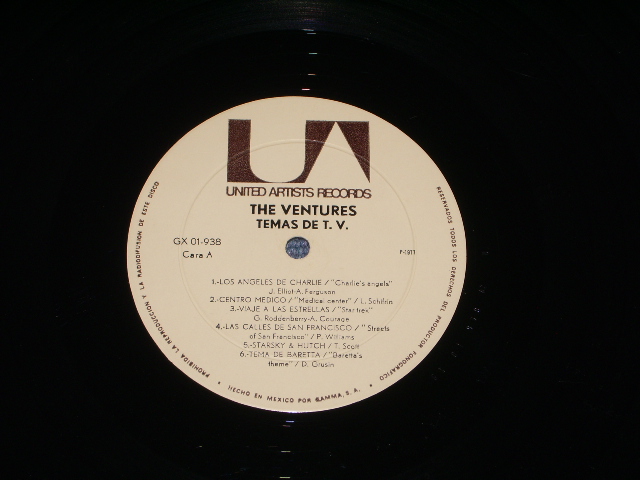 UA
UNITED ARTISTS RECORDS
THE VENTURES
TEMAS DE T. V.
GX 01-938
Cara A
P-1977
1.-LOS ANGELES DE CHARLIE / "Charlie's angels"
J. Elliot-A. Ferguson
2.-CENTRO MEDICO / "Medical center" / L. Schifrin
3.-VIAJE A LAS ESTRELLAS / "Star trek"
G. Roddenberry-A. Courage
4.-LAS CALLES DE SAN FRANCISCO / "Streets
of San Francisco" / P. Williams
5.-STARSKY & HUTCH / T. Scott
6.-TEMA DE BARETTA / "Baretta's
theme" / D. Grusin
PROHIBIDA LA REPRODUCCION Y LA RADIODIFUSION DE ESTE DISCO
RESERVADOS TODOS LOS DERECHOS DEL PRODUCTOR FONOGRAFICO
HECHO EN MEXICO POR GAMMA, S. A.